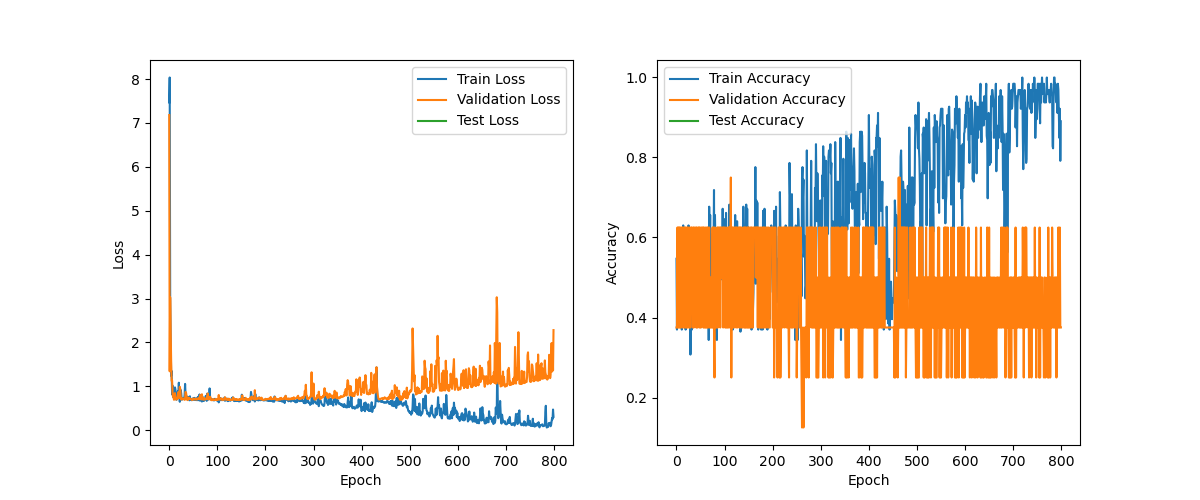 8
7
6
5
4
3
2
1
0
Loss
0 100 200 300 400 500 600 700 800
Epoch
Train Loss
Validation Loss
Test Loss
1.0
0.8
0.6
0.4
0.2
Accuracy
0 100 200 300 400 500 600 700 800
Epoch
Train Accuracy
Validation Accuracy
Test Accuracy